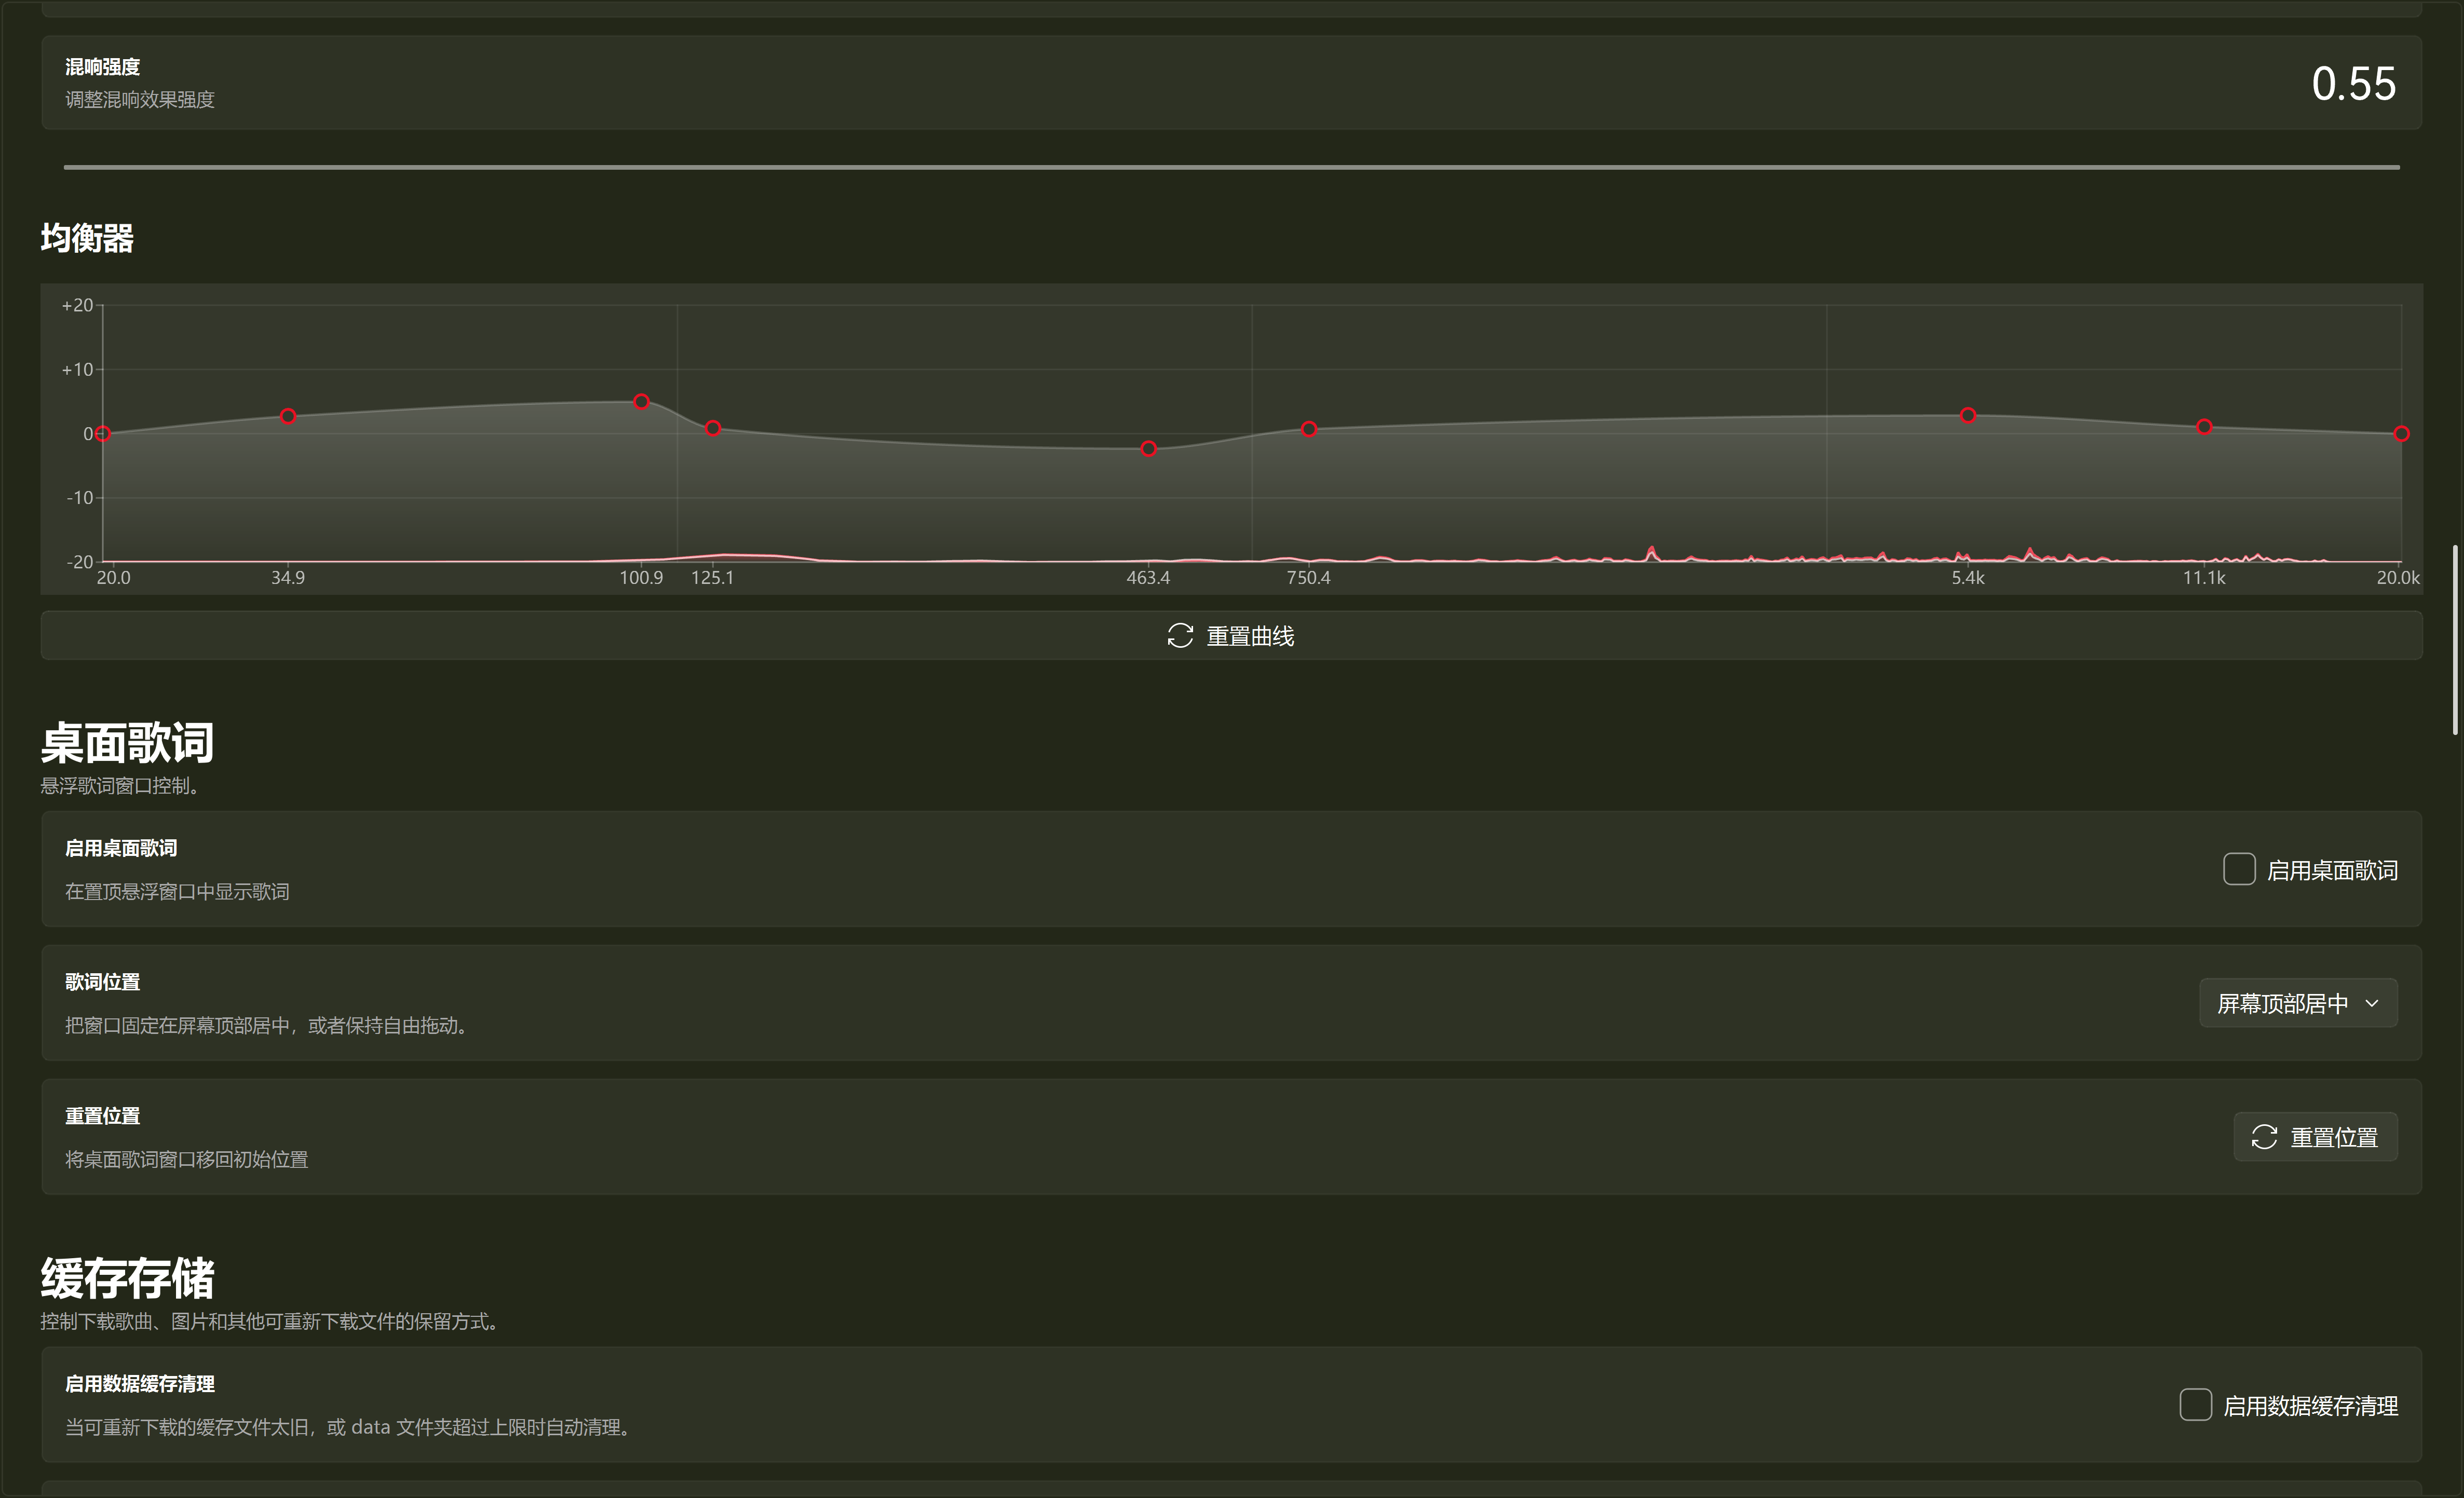 混响强度
调整混响效果强度
0.55
均衡器
+20
+10
0
-10
-20
20.0 34.9 100.9 125.1 463.4 750.4 5.4k 11.1k 20.0k
重置曲线
桌面歌词
悬浮歌词窗口控制。
启用桌面歌词
在置顶悬浮窗口中显示歌词
启用桌面歌词
歌词位置
把窗口固定在屏幕顶部居中，或者保持自由拖动。
屏幕顶部居中
重置位置
将桌面歌词窗口移回初始位置
重置位置
缓存存储
控制下载歌曲、图片和其他可重新下载文件的保留方式。
启用数据缓存清理
当可重新下载的缓存文件太旧，或 data 文件夹超过上限时自动清理。
启用数据缓存清理